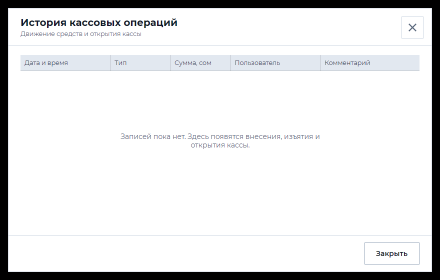 История кассовых операций
Движение средств и открытия кассы
Дата и время Тип Сумма, сом Пользователь Комментарий
Записей пока нет. Здесь появятся внесения, изъятия и
открытия кассы.
Закрыть